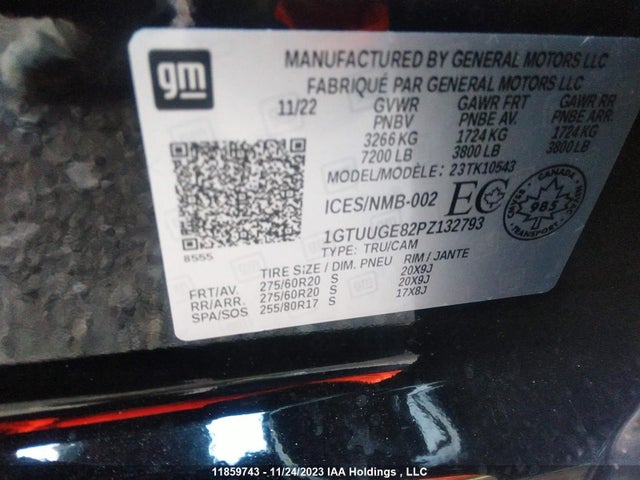 gm
MANUFACTURED BY GENERAL MOTORS LLC
FABRIQUÉ PAR GENERAL MOTORS LLC
11/22 GVWR GAWR FRT GAWR RR
PNBV PNBE AV. PNBE ARR.
3266 KG 1724 KG 1724 KG
7200 LB 3800 LB 3800 LB
MODEL/MODÈLE: 23TK10543
ICES/NMB-002 EC CANADA 985 TRANSPORT
1GTUUGE82PZ132793
8555
TYPE: TRU/CAM
TIRE SIZE / DIM. PNEU RIM / JANTE
FRT/AV. 275/60R20 S 20X9J
RR/ARR. 275/60R20 S 20X9J
SPA/SOS 255/80R17 S 17X8J
11859743 - 11/24/2023 IAA Holdings , LLC